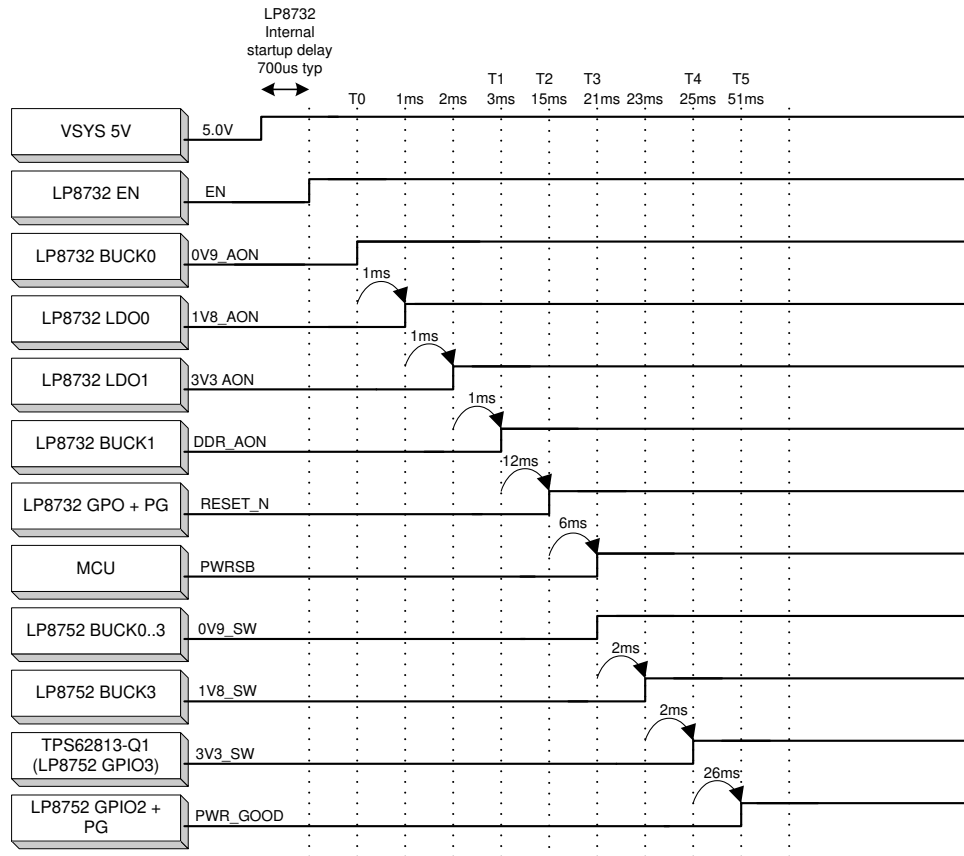 LP8732
Internal
startup delay
700us typ
T1 T2 T3 T4 T5
T0 1ms 2ms 3ms 15ms 21ms 23ms 25ms 51ms
VSYS 5V 5.0V
LP8732 EN EN
LP8732 BUCK0 0V9_AON
1ms
LP8732 LDO0 1V8_AON
1ms
LP8732 LDO1 3V3 AON
1ms
LP8732 BUCK1 DDR_AON
12ms
LP8732 GPO + PG RESET_N
6ms
MCU PWRSB
LP8752 BUCK0..3 0V9_SW
2ms
LP8752 BUCK3 1V8_SW
2ms
TPS62813-Q1
(LP8752 GPIO3) 3V3_SW
26ms
LP8752 GPIO2 +
PG PWR_GOOD